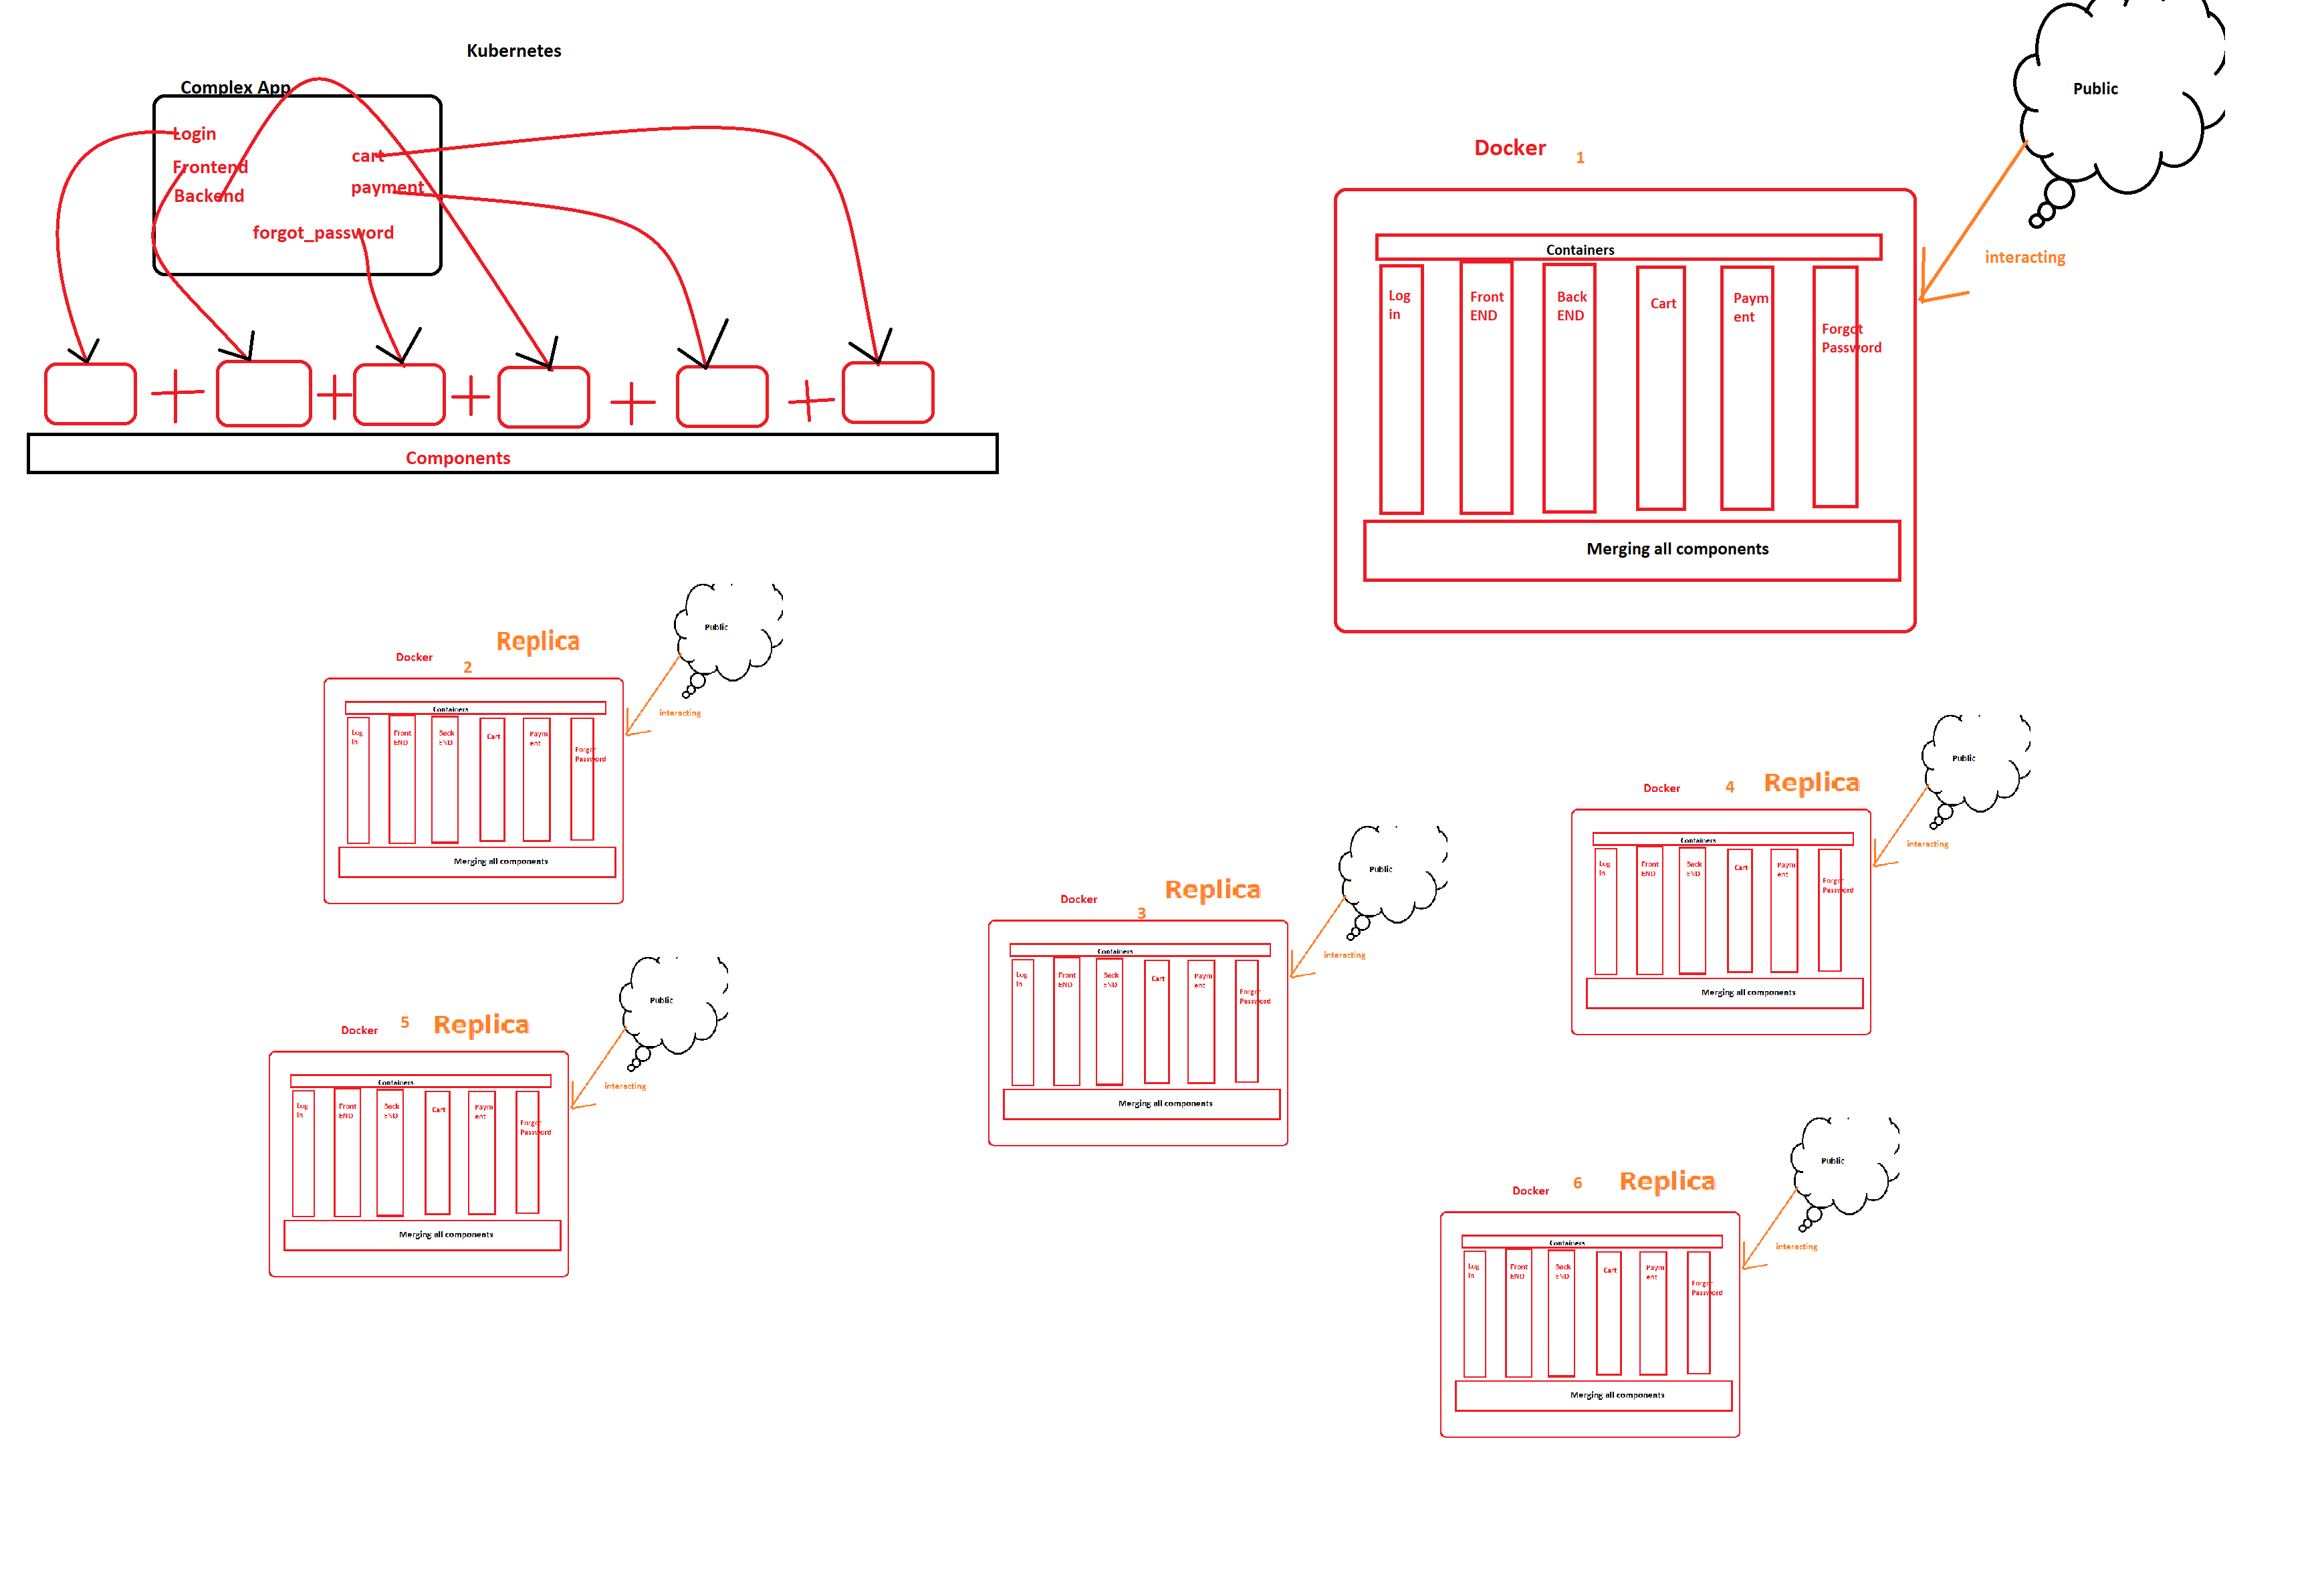 Kubernetes
Complex App
Login
Frontend
Backend
cart
payment
forgot_password
Components
Public
Docker 1
interacting
Containers
Log
in
Front
END
Back
END
Cart
Paym
ent
Forgot
Password
Merging all components
Public
Replica
Docker 2
interacting
Containers
Log
in
Front
END
Back
END
Cart
Paym
ent
Forgot
Password
Merging all components
Public
Replica
Docker 3
interacting
Containers
Log
in
Front
END
Back
END
Cart
Paym
ent
Forgot
Password
Merging all components
Public
Docker 4 Replica
interacting
Containers
Log
in
Front
END
Back
END
Cart
Paym
ent
Forgot
Password
Merging all components
Public
Docker 5 Replica
interacting
Containers
Log
in
Front
END
Back
END
Cart
Paym
ent
Forgot
Password
Merging all components
Public
Docker 6 Replica
interacting
Containers
Log
in
Front
END
Back
END
Cart
Paym
ent
Forgot
Password
Merging all components